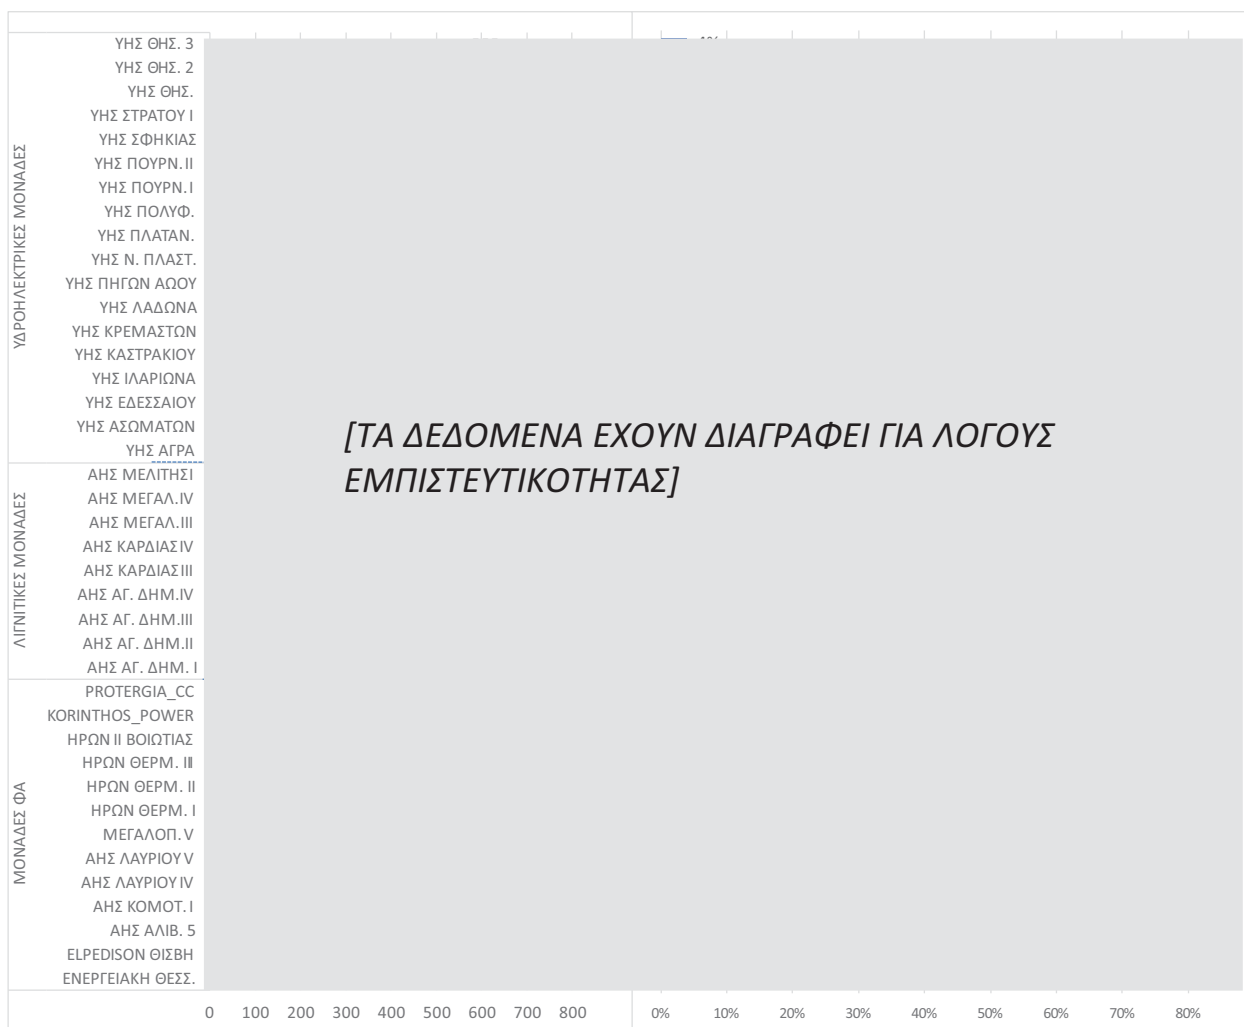 ΥΔΡΟΗΛΕΚΤΡΙΚΕΣ ΜΟΝΑΔΕΣ
ΥΗΣ ΘΗΣ. 3
ΥΗΣ ΘΗΣ. 2
ΥΗΣ ΘΗΣ.
ΥΗΣ ΣΤΡΑΤΟΥ Ι
ΥΗΣ ΣΦΗΚΙΑΣ
ΥΗΣ ΠΟΥΡΝ. ΙΙ
ΥΗΣ ΠΟΥΡΝ. Ι
ΥΗΣ ΠΟΛΥΦ.
ΥΗΣ ΠΛΑΤΑΝ.
ΥΗΣ Ν. ΠΛΑΣΤ.
ΥΗΣ ΠΗΓΩΝ ΑΩΟΥ
ΥΗΣ ΛΑΔΩΝΑ
ΥΗΣ ΚΡΕΜΑΣΤΩΝ
ΥΗΣ ΚΑΣΤΡΑΚΙΟΥ
ΥΗΣ ΙΛΑΡΙΩΝΑ
ΥΗΣ ΕΔΕΣΣΑΙΟΥ
ΥΗΣ ΑΣΩΜΑΤΩΝ
ΥΗΣ ΑΓΡΑ
ΛΙΓΝΙΤΙΚΕΣ ΜΟΝΑΔΕΣ
ΑΗΣ ΜΕΛΙΤΗΣ Ι
ΑΗΣ ΜΕΓΑΛ. IV
ΑΗΣ ΜΕΓΑΛ. III
ΑΗΣ ΚΑΡΔΙΑΣ IV
ΑΗΣ ΚΑΡΔΙΑΣ III
ΑΗΣ ΑΓ. ΔΗΜ. IV
ΑΗΣ ΑΓ. ΔΗΜ. III
ΑΗΣ ΑΓ. ΔΗΜ. II
ΑΗΣ ΑΓ. ΔΗΜ. I
ΜΟΝΑΔΕΣ ΦΑ
PROTERGIA_CC
KORINTHOS_POWER
ΗΡΩΝ ΙΙ ΒΟΙΩΤΙΑΣ
ΗΡΩΝ ΘΕΡΜ. III
ΗΡΩΝ ΘΕΡΜ. II
ΗΡΩΝ ΘΕΡΜ. I
ΜΕΓΑΛΟΠ. V
ΑΗΣ ΛΑΥΡΙΟΥ V
ΑΗΣ ΛΑΥΡΙΟΥ IV
ΑΗΣ ΚΟΜΟΤ. Ι
ΑΗΣ ΑΛΙΒ. 5
ELPEDISON ΘΙΣΒΗ
ΕΝΕΡΓΕΙΑΚΗ ΘΕΣΣ.
[ΤΑ ΔΕΔΟΜΕΝΑ ΕΧΟΥΝ ΔΙΑΓΡΑΦΕΙ ΓΙΑ ΛΟΓΟΥΣ
ΕΜΠΙΣΤΕΥΤΙΚΟΤΗΤΑΣ]
0 100 200 300 400 500 600 700 800
0% 10% 20% 30% 40% 50% 60% 70% 80%